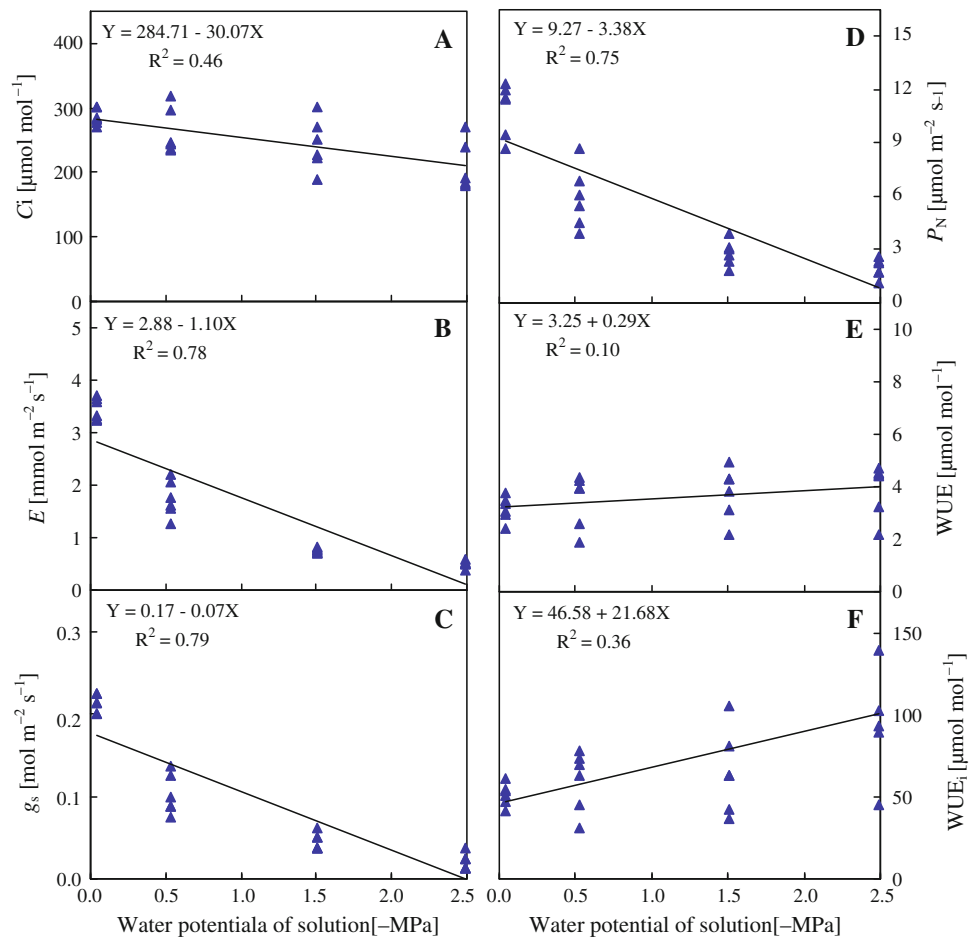 Y = 284.71 - 30.07X
R² = 0.46
A
400
300
200
100
0
Ci [μmol mol⁻¹]
Y = 9.27 - 3.38X
R² = 0.75
D
15
12
9
6
3
0
P_N [μmol m⁻² s⁻¹]
Y = 2.88 - 1.10X
R² = 0.78
B
5
4
3
2
1
0
E [mmol m⁻² s⁻¹]
Y = 3.25 + 0.29X
R² = 0.10
E
10
8
6
4
2
0
WUE [μmol mol⁻¹]
Y = 0.17 - 0.07X
R² = 0.79
C
0.3
0.2
0.1
0.0
g_s [mol m⁻² s⁻¹]
Y = 46.58 + 21.68X
R² = 0.36
F
150
100
50
0
WUE_i [μmol mol⁻¹]
0.0 0.5 1.5 1.5 2.0 2.5
Water potentiala of solution[–MPa]
0.0 0.5 1.0 1.5 2.0 2.5
Water potential of solution[–MPa]